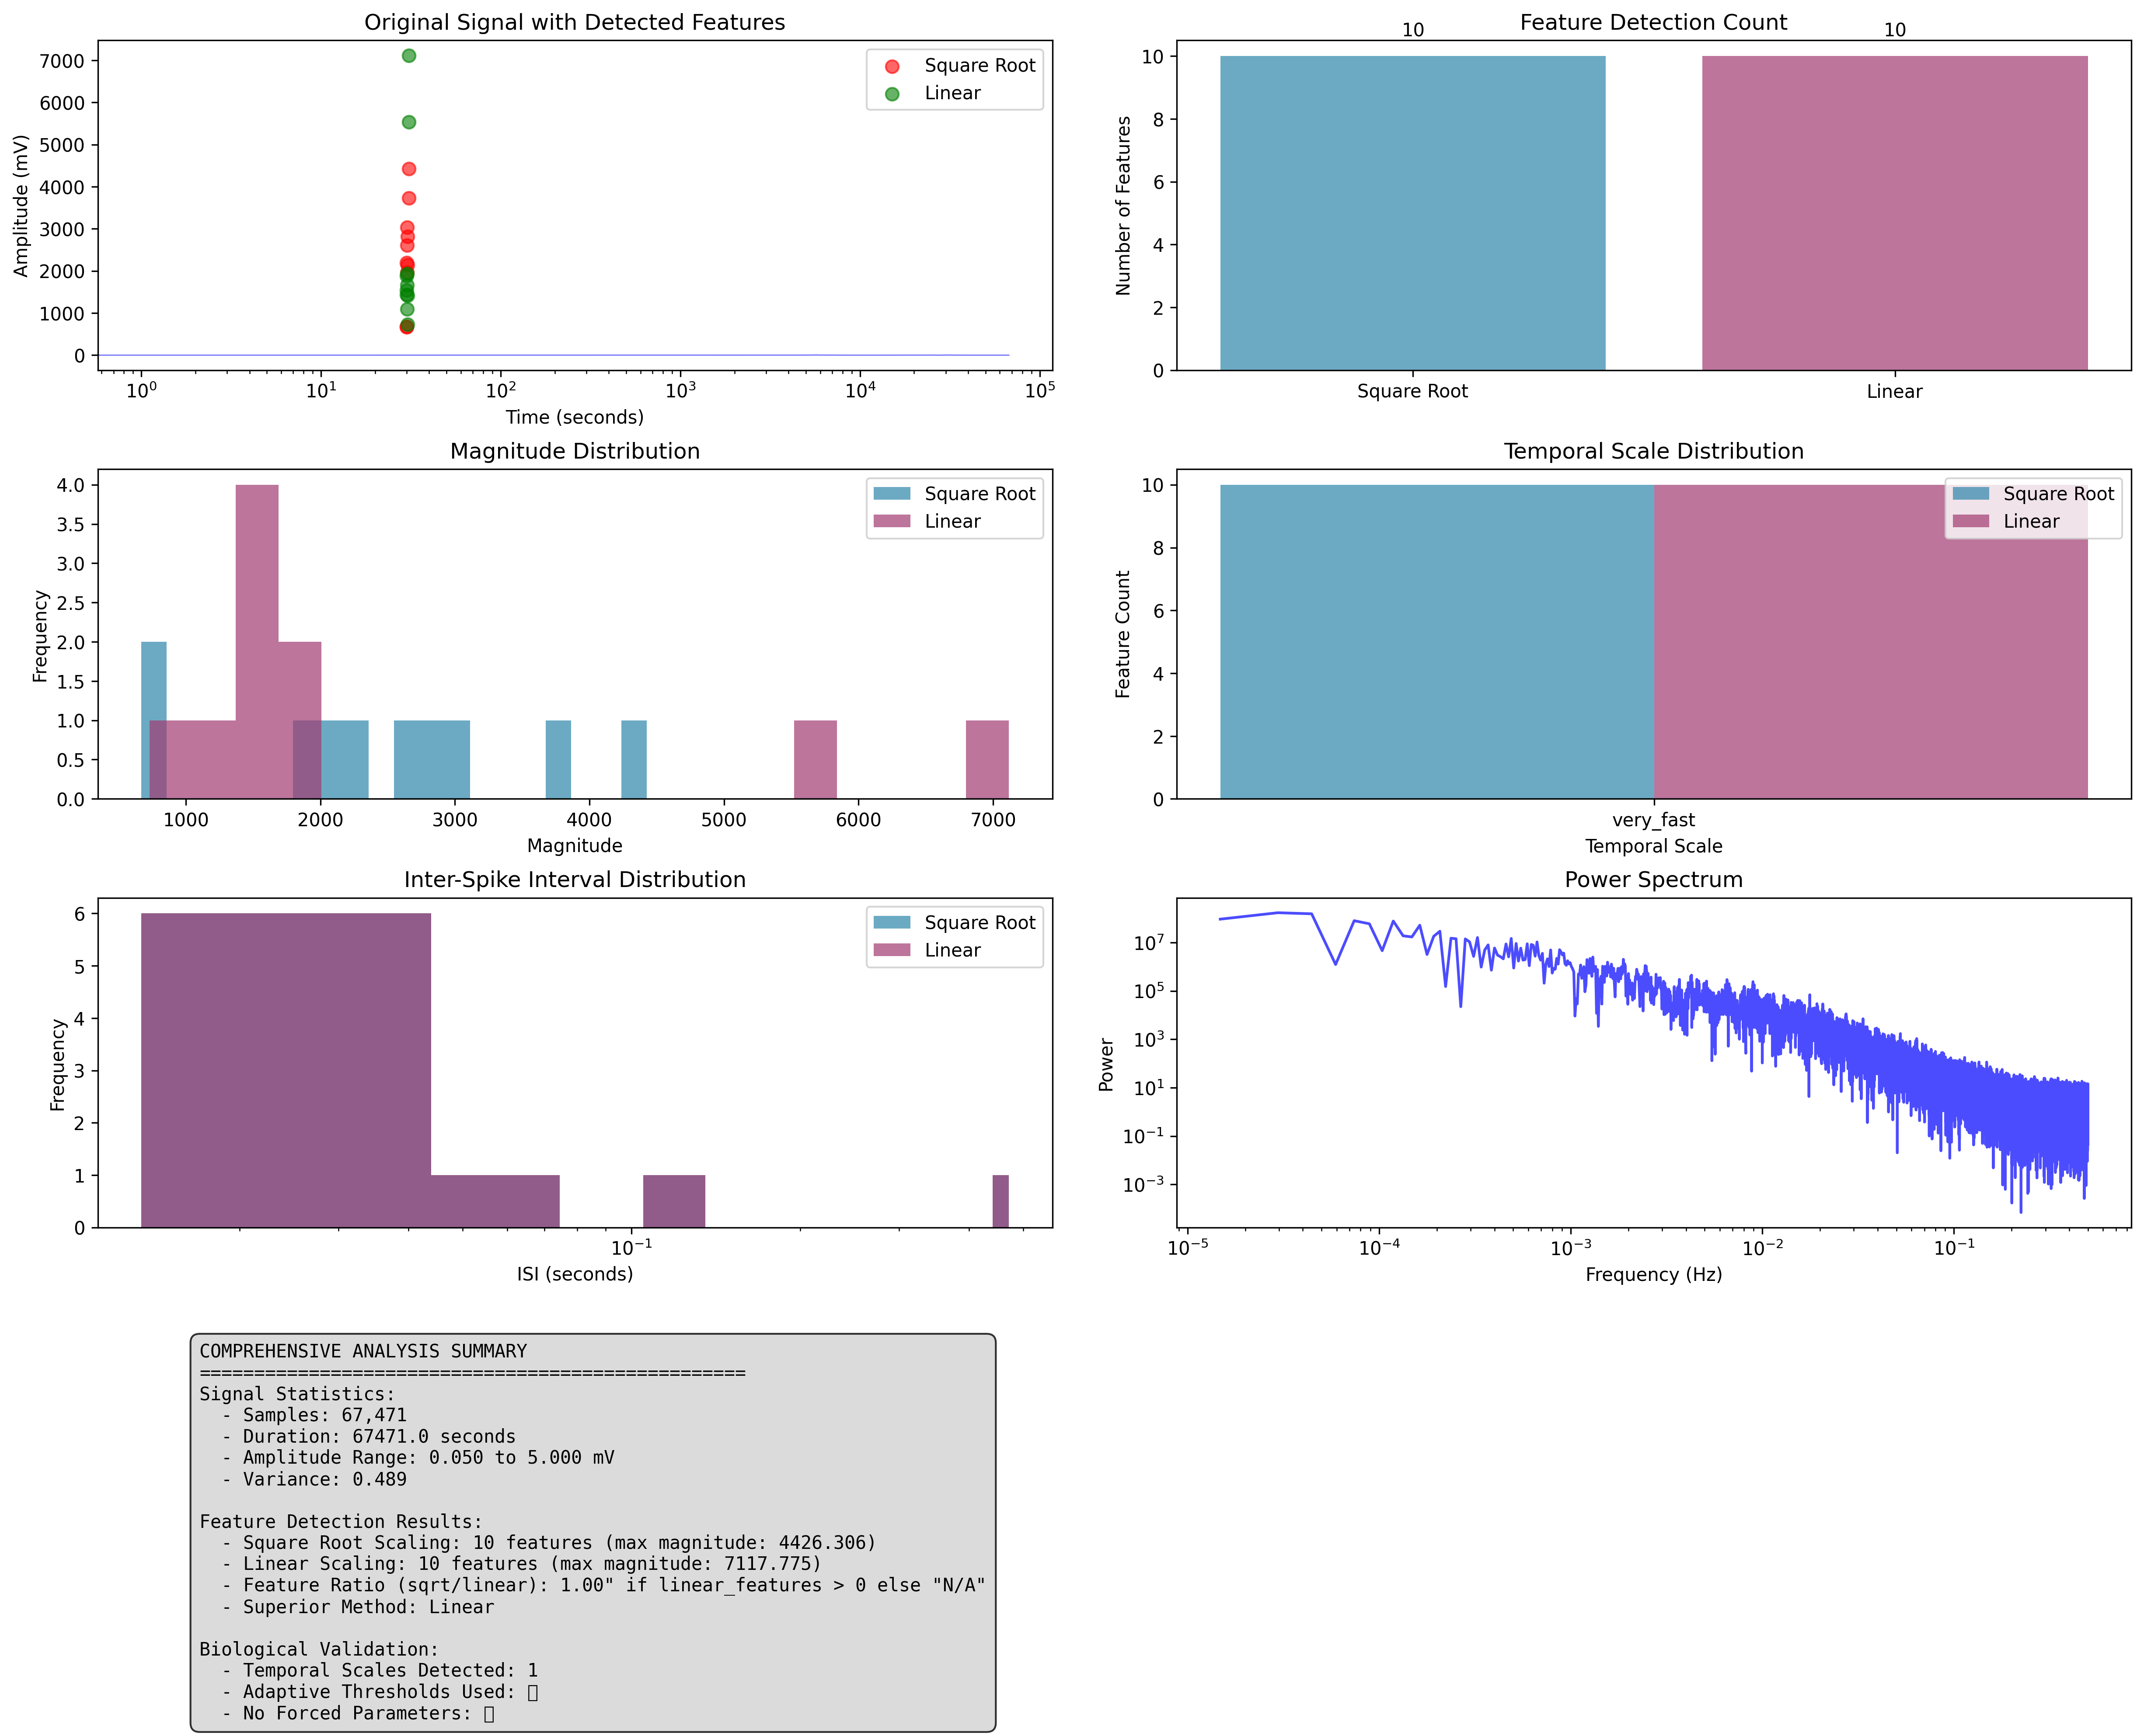 Original Signal with Detected Features
Amplitude (mV)
7000
6000
5000
4000
3000
2000
1000
0
Square Root
Linear
10⁰ 10¹ 10² 10³ 10⁴ 10⁵
Time (seconds)
Feature Detection Count
10 10
Number of Features
10
8
6
4
2
0
Square Root Linear
Magnitude Distribution
Frequency
4.0
3.5
3.0
2.5
2.0
1.5
1.0
0.5
0.0
Square Root
Linear
1000 2000 3000 4000 5000 6000 7000
Magnitude
Temporal Scale Distribution
Feature Count
10
8
6
4
2
0
Square Root
Linear
very_fast
Temporal Scale
Inter-Spike Interval Distribution
Frequency
6
5
4
3
2
1
0
Square Root
Linear
10⁻¹
ISI (seconds)
Power Spectrum
Power
10⁷
10⁵
10³
10¹
10⁻¹
10⁻³
10⁻⁵ 10⁻⁴ 10⁻³ 10⁻² 10⁻¹
Frequency (Hz)
COMPREHENSIVE ANALYSIS SUMMARY
==================================================
Signal Statistics:
- Samples: 67,471
- Duration: 67471.0 seconds
- Amplitude Range: 0.050 to 5.000 mV
- Variance: 0.489
Feature Detection Results:
- Square Root Scaling: 10 features (max magnitude: 4426.306)
- Linear Scaling: 10 features (max magnitude: 7117.775)
- Feature Ratio (sqrt/linear): 1.00" if linear_features > 0 else "N/A"
- Superior Method: Linear
Biological Validation:
- Temporal Scales Detected: 1
- Adaptive Thresholds Used: ▯
- No Forced Parameters: ▯